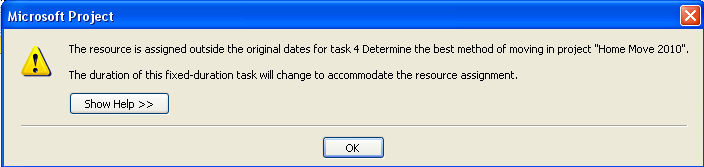 Microsoft Project
The resource is assigned outside the original dates for task 4 Determine the best method of moving in project "Home Move 2010".
The duration of this fixed-duration task will change to accommodate the resource assignment.
Show Help >>
OK